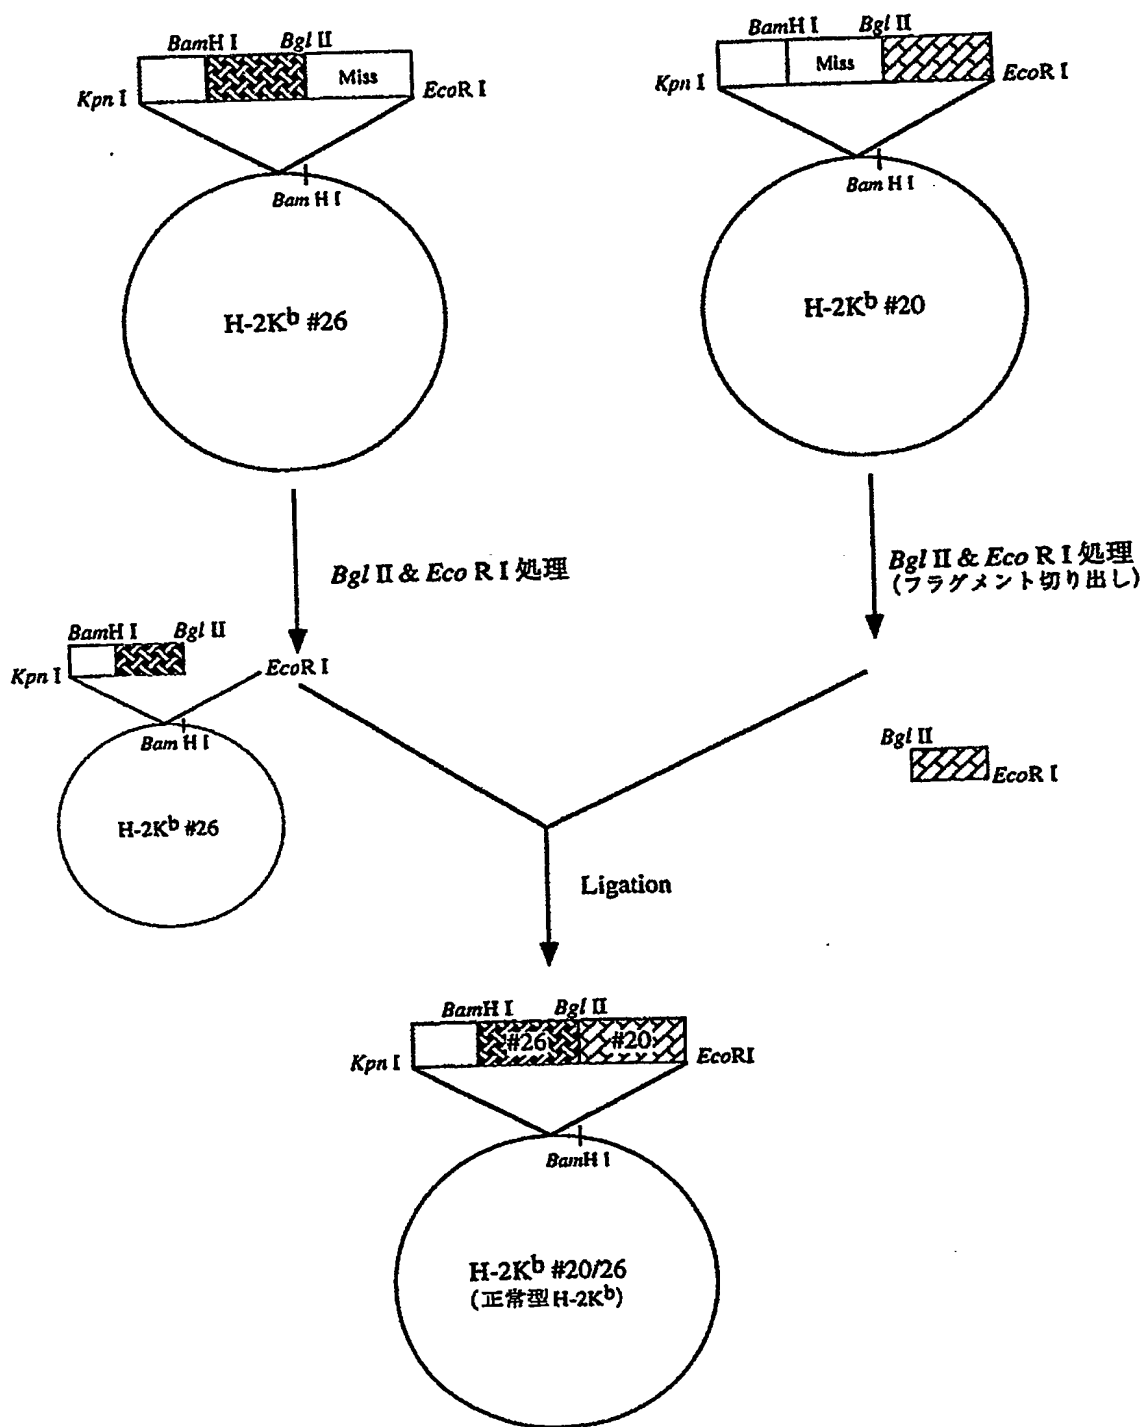 BamH I
Bgl II
Miss
Kpn I
EcoR I
Bam H I
H-2Kb #26
BamH I
Bgl II
Miss
Kpn I
EcoR I
Bam H I
H-2Kb #20
Bgl II & Eco R I 処理
Bgl II & Eco R I 処理
(フラグメント切り出し)
BamH I
Bgl II
Kpn I
EcoR I
Bam H I
H-2Kb #26
Bgl II
EcoR I
Ligation
BamH I
Bgl II
#26
#20
Kpn I
EcoRI
BamH I
H-2Kb #20/26
(正常型 H-2Kb)